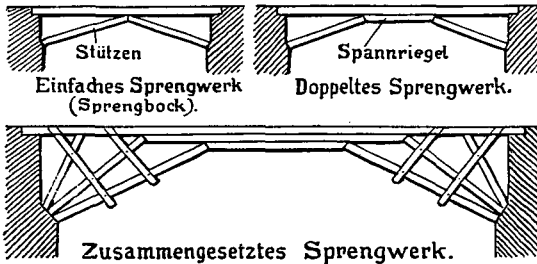 Stützen
Einfaches Sprengwerk
(Sprengbock).
Spannriegel
Doppeltes Sprengwerk.
Zusammengesetztes Sprengwerk.